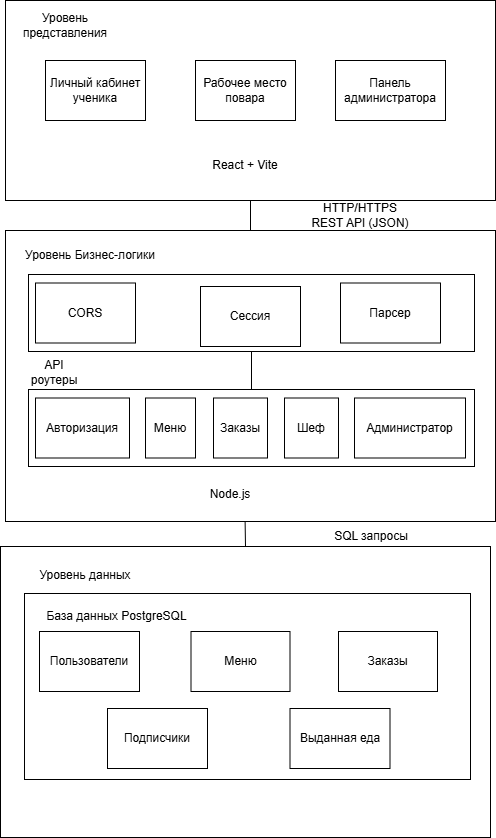 Уровень
представления
Личный кабинет
ученика
Рабочее место
повара
Панель
администратора
React + Vite
HTTP/HTTPS
REST API (JSON)
Уровень Бизнес-логики
CORS
Сессия
Парсер
API
роутеры
Авторизация
Меню
Заказы
Шеф
Администратор
Node.js
SQL запросы
Уровень данных
База данных PostgreSQL
Пользователи
Меню
Заказы
Подписчики
Выданная еда